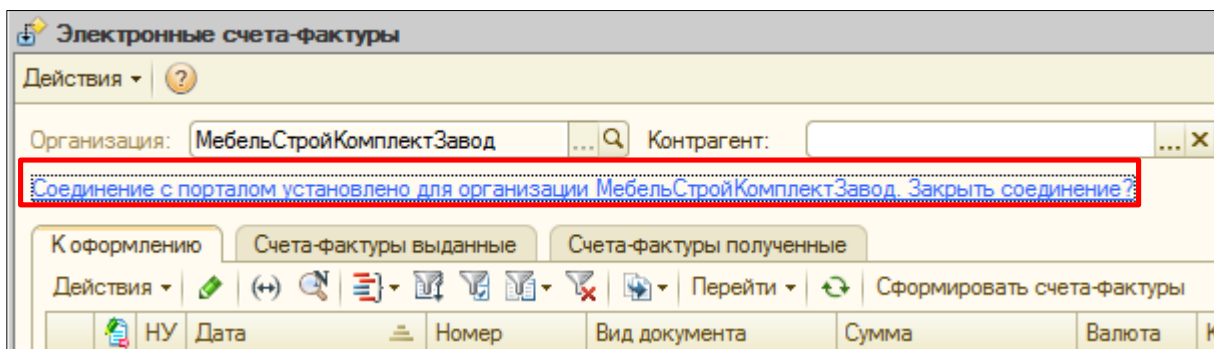 Электронные счета-фактуры
Действия
Организация: МебельСтройКомплектЗавод ... Контрагент: ...
Соединение с порталом установлено для организации МебельСтройКомплектЗавод. Закрыть соединение?
К оформлению Счета-фактуры выданные Счета-фактуры полученные
Действия Перейти Сформировать счета-фактуры
НУ Дата Номер Вид документа Сумма Валюта К